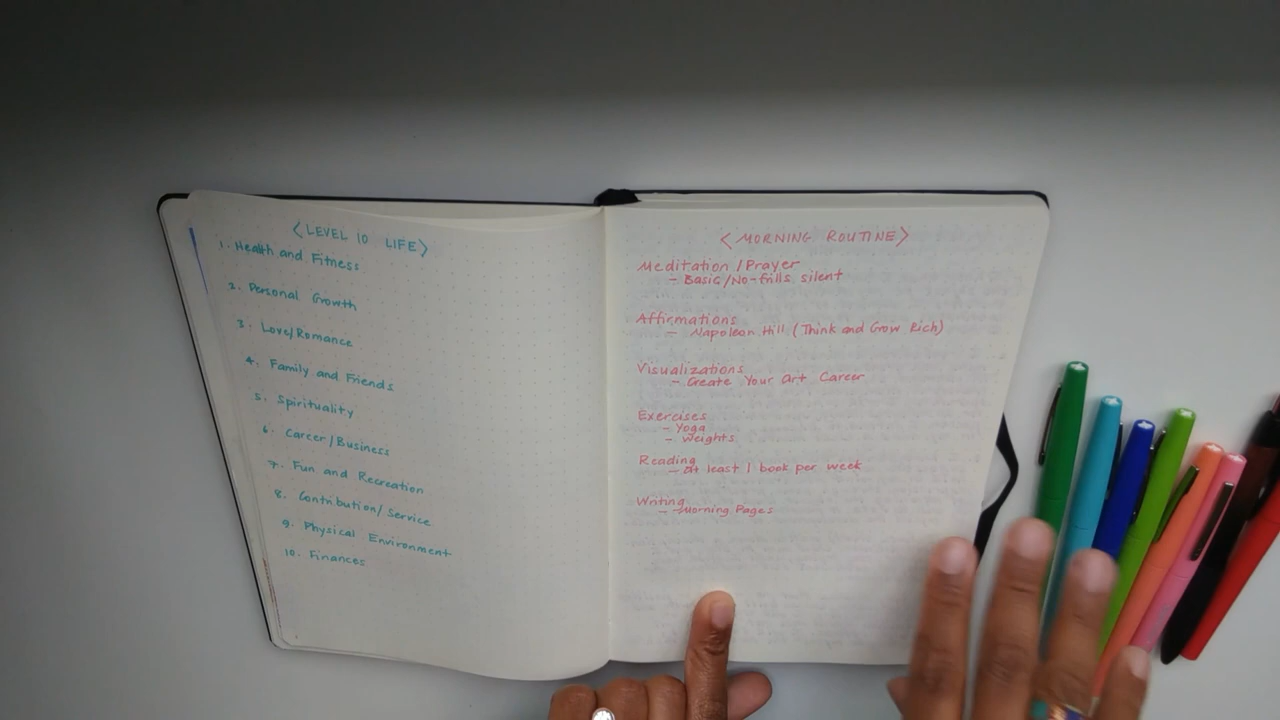 < LEVEL 10 LIFE >
1. Health and Fitness
2. Personal Growth
3. Love/Romance
4. Family and Friends
5. Spirituality
6. Career/Business
7. Fun and Recreation
8. Contribution/Service
9. Physical Environment
10. Finances
< MORNING ROUTINE >
Meditation/Prayer
- Basic/No-frills silent
Affirmations
- Napoleon Hill (Think and Grow Rich)
Visualizations
- Create Your Art Career
Exercises
- Yoga
- Weights
Reading
- At least 1 book per week
Writing
- Morning Pages